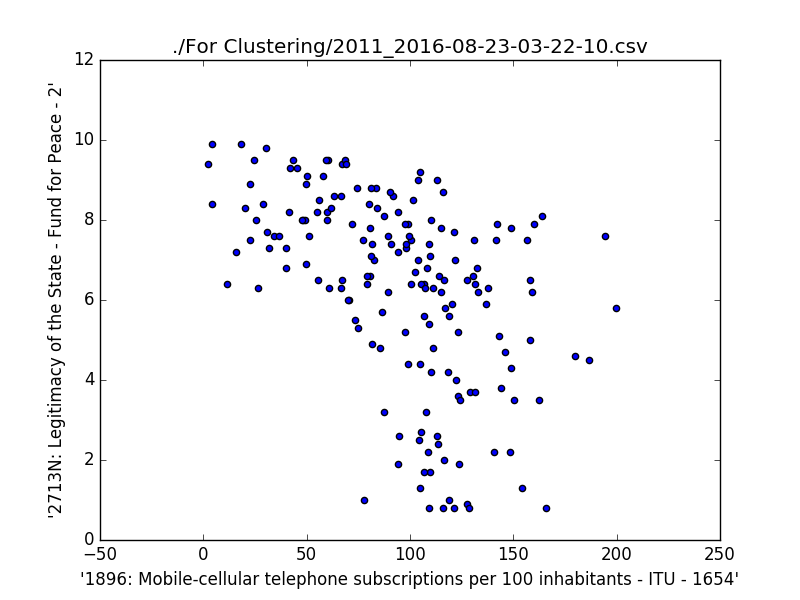 ./For Clustering/2011_2016-08-23-03-22-10.csv
12
10
8
6
4
2
0
'2713N: Legitimacy of the State - Fund for Peace - 2'
−50 0 50 100 150 200 250
'1896: Mobile-cellular telephone subscriptions per 100 inhabitants - ITU - 1654'